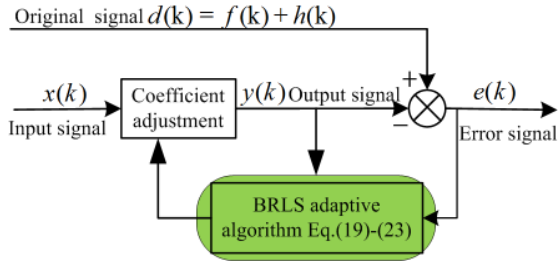 Original signal d(k) = f(k) + h(k)
x(k)
Input signal
Coefficient
adjustment
y(k) Output signal
+
−
e(k)
Error signal
BRLS adaptive
algorithm Eq.(19)-(23)